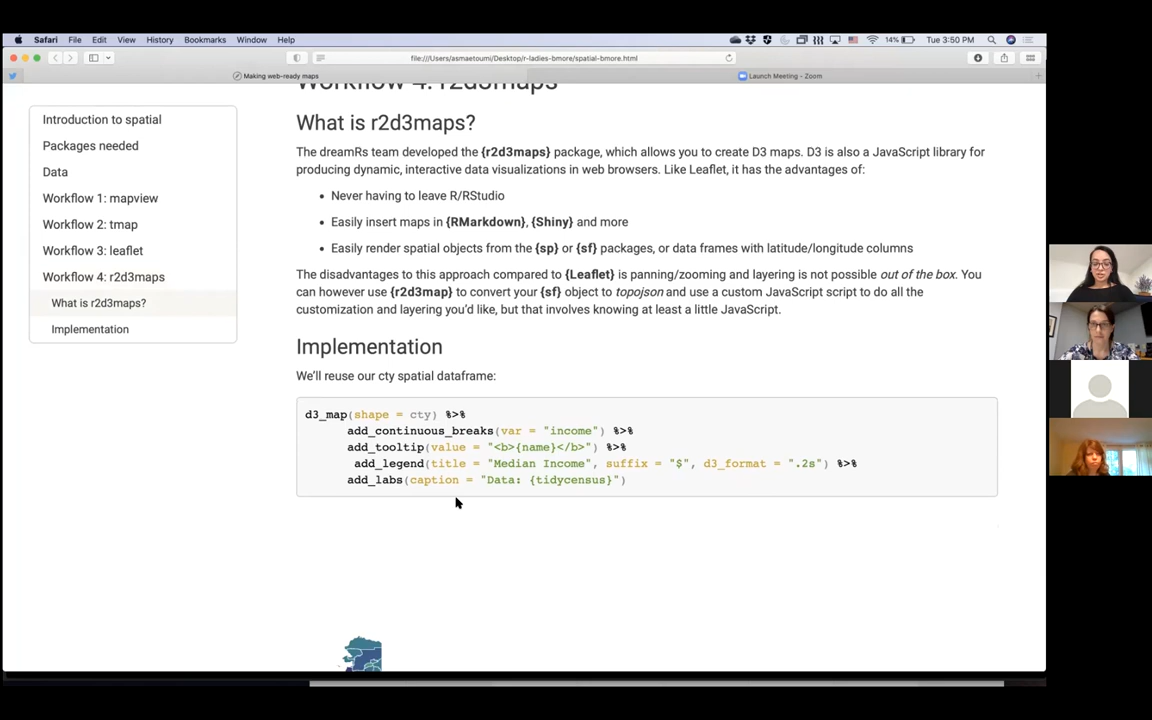 Safari File Edit View History Bookmarks Window Help 14% Tue 3:50 PM
file:///Users/asmaetoumi/Desktop/r-ladies-bmore/spatial-bmore.html
Making web-ready maps
Launch Meeting - Zoom
Introduction to spatial
Packages needed
Data
Workflow 1: mapview
Workflow 2: tmap
Workflow 3: leaflet
Workflow 4: r2d3maps
What is r2d3maps?
Implementation
Workflow 4: r2d3maps
What is r2d3maps?
The dreamRs team developed the {r2d3maps} package, which allows you to create D3 maps. D3 is also a JavaScript library for
producing dynamic, interactive data visualizations in web browsers. Like Leaflet, it has the advantages of:
• Never having to leave R/RStudio
• Easily insert maps in {RMarkdown}, {Shiny} and more
• Easily render spatial objects from the {sp} or {sf} packages, or data frames with latitude/longitude columns
The disadvantages to this approach compared to {Leaflet} is panning/zooming and layering is not possible out of the box. You
can however use {r2d3map} to convert your {sf} object to topojson and use a custom JavaScript script to do all the
customization and layering you'd like, but that involves knowing at least a little JavaScript.
Implementation
We'll reuse our cty spatial dataframe:
d3_map(shape = cty) %>%
add_continuous_breaks(var = "income") %>%
add_tooltip(value = "<b>{name}</b>") %>%
add_legend(title = "Median Income", suffix = "$", d3_format = ".2s") %>%
add_labs(caption = "Data: {tidycensus}")